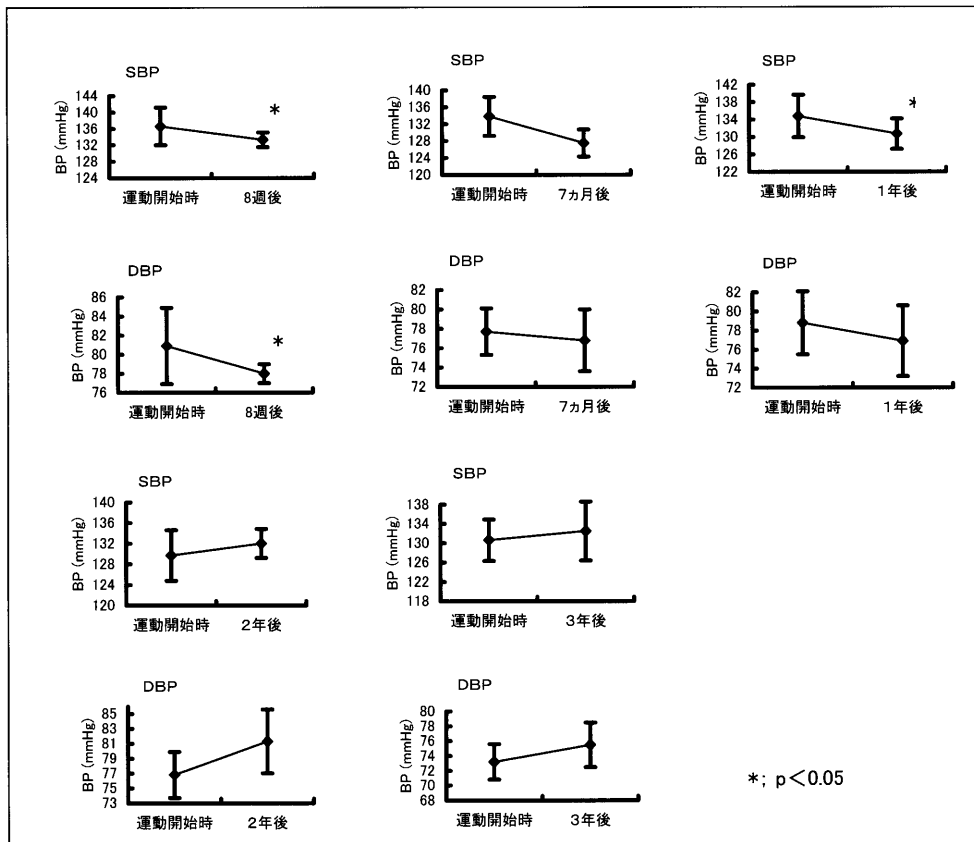 SBP
BP (mmHg)
144
140
136
132
128
124
*
運動開始時 8週後
SBP
BP (mmHg)
140
136
132
128
124
120
運動開始時 7ヵ月後
SBP
BP (mmHg)
142
138
134
130
126
122
*
運動開始時 1年後
DBP
BP (mmHg)
86
84
82
80
78
76
*
運動開始時 8週後
DBP
BP (mmHg)
82
80
78
76
74
72
運動開始時 7ヵ月後
DBP
BP (mmHg)
82
80
78
76
74
72
運動開始時 1年後
SBP
BP (mmHg)
140
136
132
128
124
120
運動開始時 2年後
SBP
BP (mmHg)
138
134
130
126
122
118
運動開始時 3年後
DBP
BP (mmHg)
85
83
81
79
77
75
73
運動開始時 2年後
DBP
BP (mmHg)
80
78
76
74
72
70
68
運動開始時 3年後
*; p<0.05